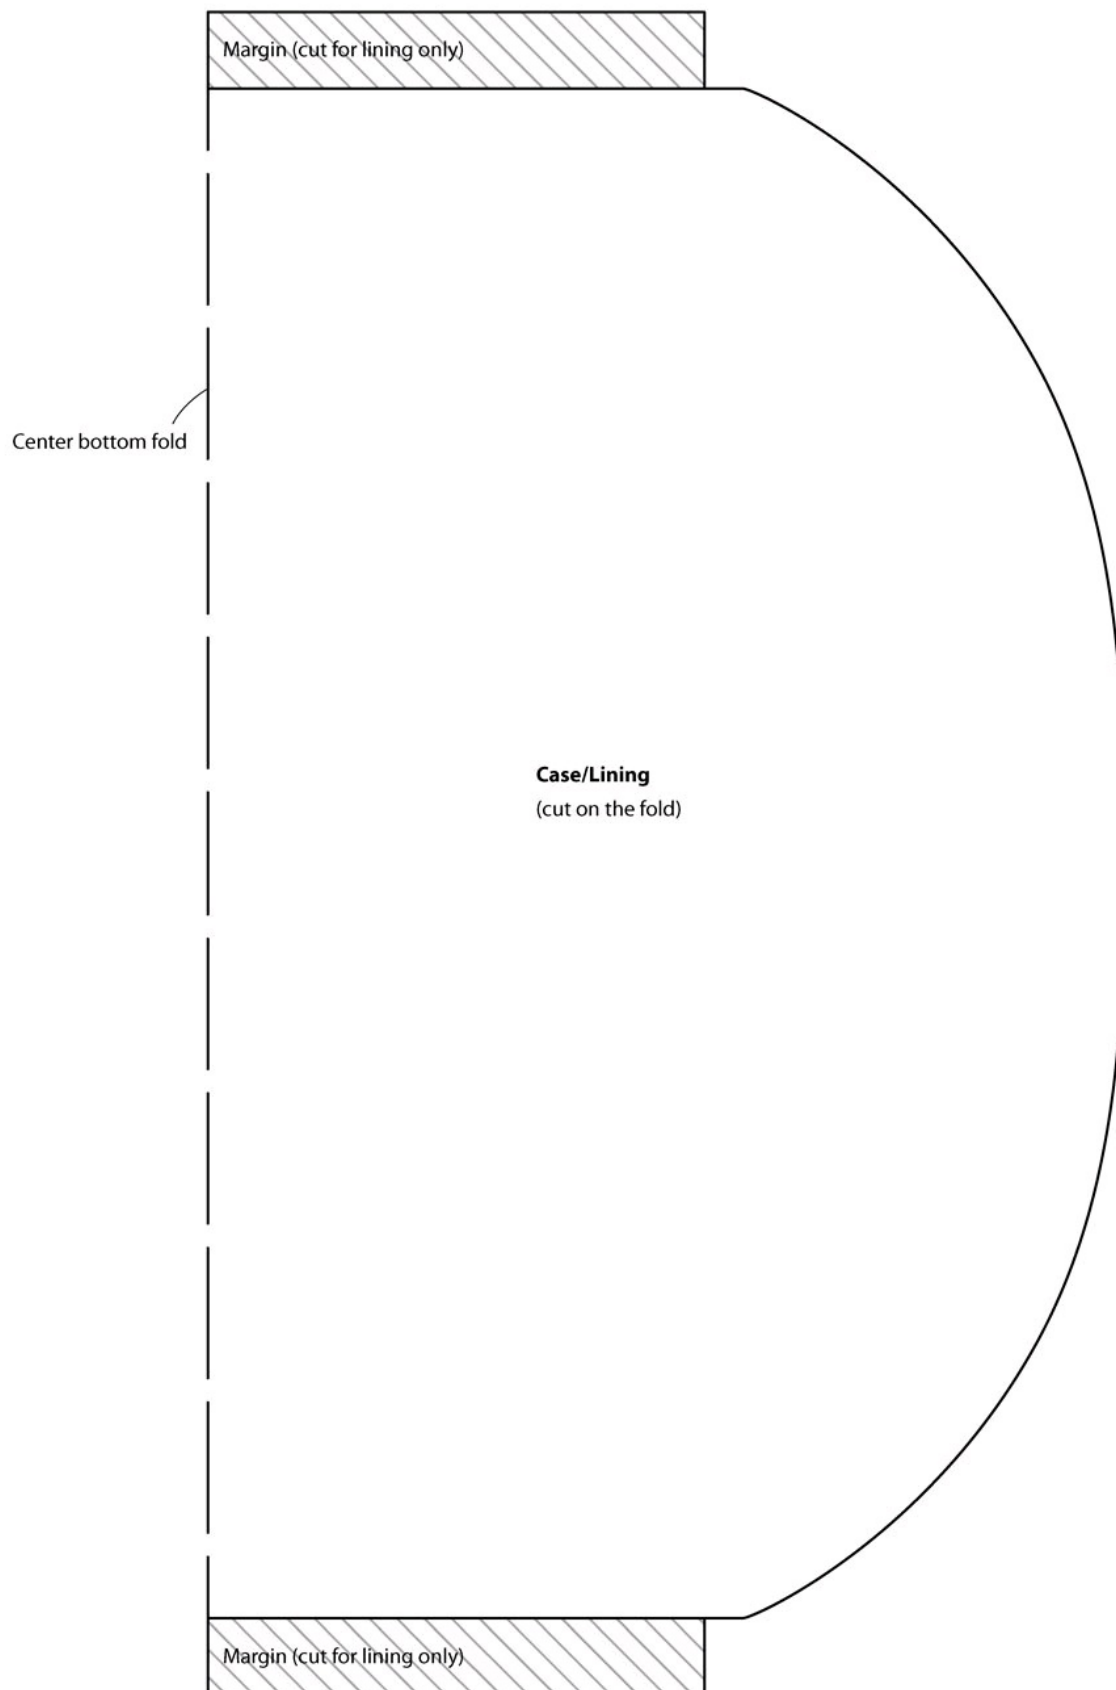 Margin (cut for lining only)
Center bottom fold
Case/Lining
(cut on the fold)
Margin (cut for lining only)